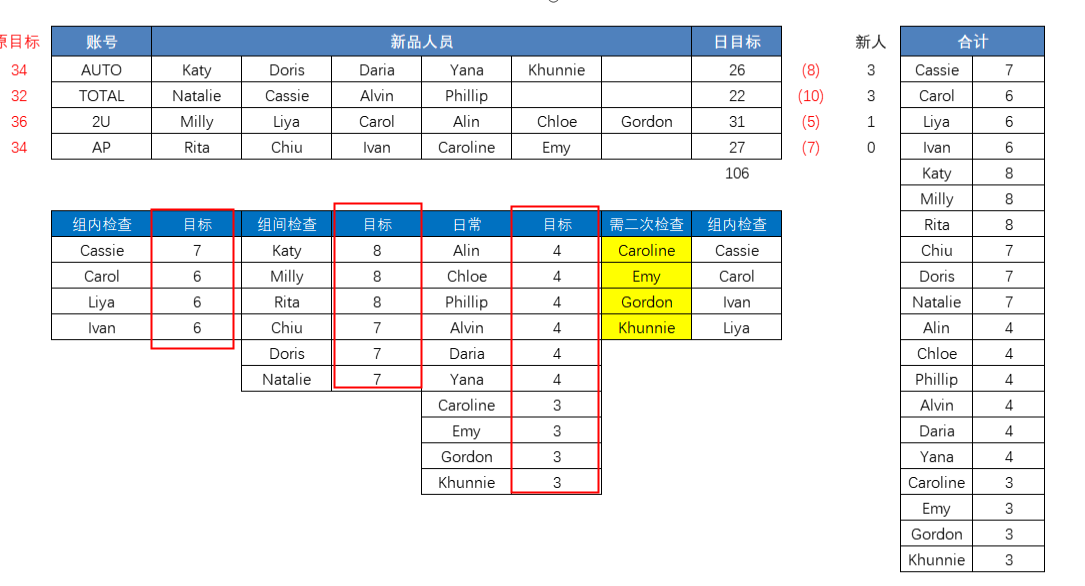 原目标 账号 新品人员 日目标 新人 合计
34 AUTO Katy Doris Daria Yana Khunnie 26 (8) 3 Cassie 7
32 TOTAL Natalie Cassie Alvin Phillip 22 (10) 3 Carol 6
36 2U Milly Liya Carol Alin Chloe Gordon 31 (5) 1 Liya 6
34 AP Rita Chiu Ivan Caroline Emy 27 (7) 0 Ivan 6
106 Katy 8
Milly 8
组内检查 目标 组间检查 目标 日常 目标 需二次检查 组内检查 Rita 8
Cassie 7 Katy 8 Alin 4 Caroline Cassie Chiu 7
Carol 6 Milly 8 Chloe 4 Emy Carol Doris 7
Liya 6 Rita 8 Phillip 4 Gordon Ivan Natalie 7
Ivan 6 Chiu 7 Alvin 4 Khunnie Liya Alin 4
Doris 7 Daria 4 Chloe 4
Natalie 7 Yana 4 Phillip 4
Caroline 3 Alvin 4
Emy 3 Daria 4
Gordon 3 Yana 4
Khunnie 3 Caroline 3
Emy 3
Gordon 3
Khunnie 3